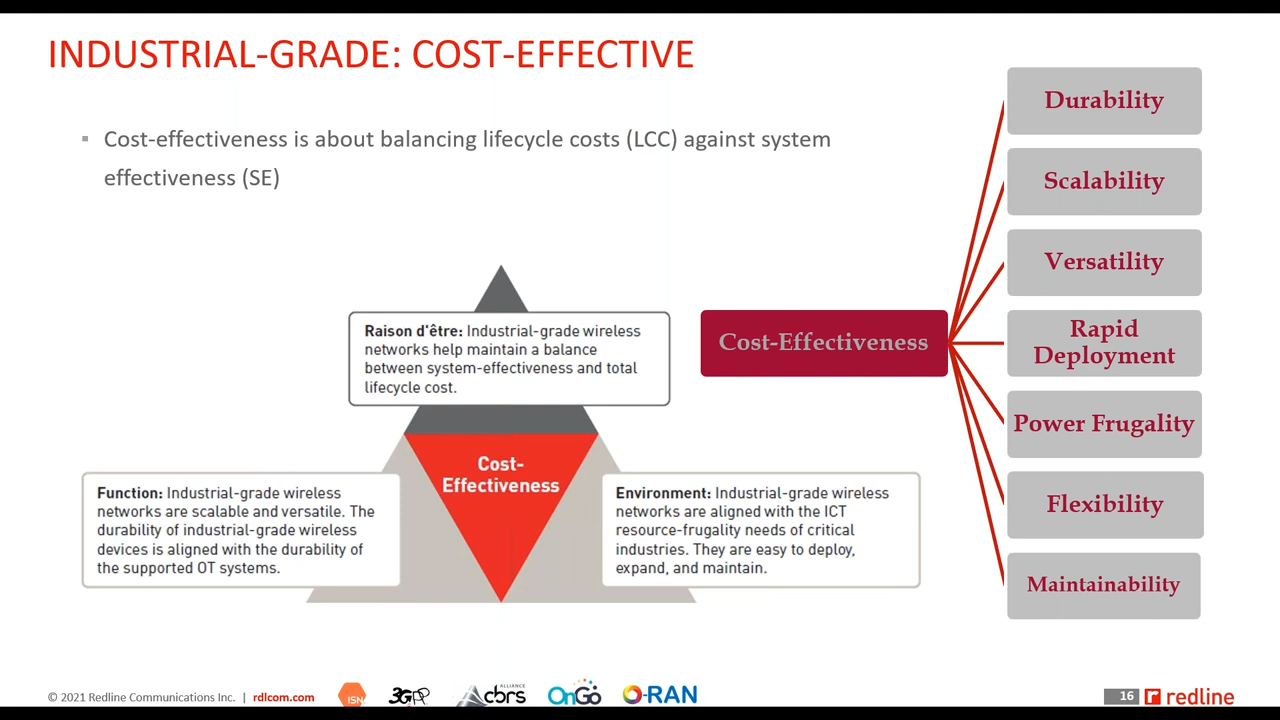 INDUSTRIAL-GRADE: COST-EFFECTIVE
▪ Cost-effectiveness is about balancing lifecycle costs (LCC) against system
effectiveness (SE)
Raison d'être: Industrial-grade wireless
networks help maintain a balance
between system-effectiveness and total
lifecycle cost.
Cost-
Effectiveness
Function: Industrial-grade wireless
networks are scalable and versatile. The
durability of industrial-grade wireless
devices is aligned with the durability of
the supported OT systems.
Environment: Industrial-grade wireless
networks are aligned with the ICT
resource-frugality needs of critical
industries. They are easy to deploy,
expand, and maintain.
Cost-Effectiveness
Durability
Scalability
Versatility
Rapid
Deployment
Power Frugality
Flexibility
Maintainability
© 2021 Redline Communications Inc. | rdlcom.com
ISN
3GPP
cbrs ALLIANCE
OnGo
O-RAN
16
redline